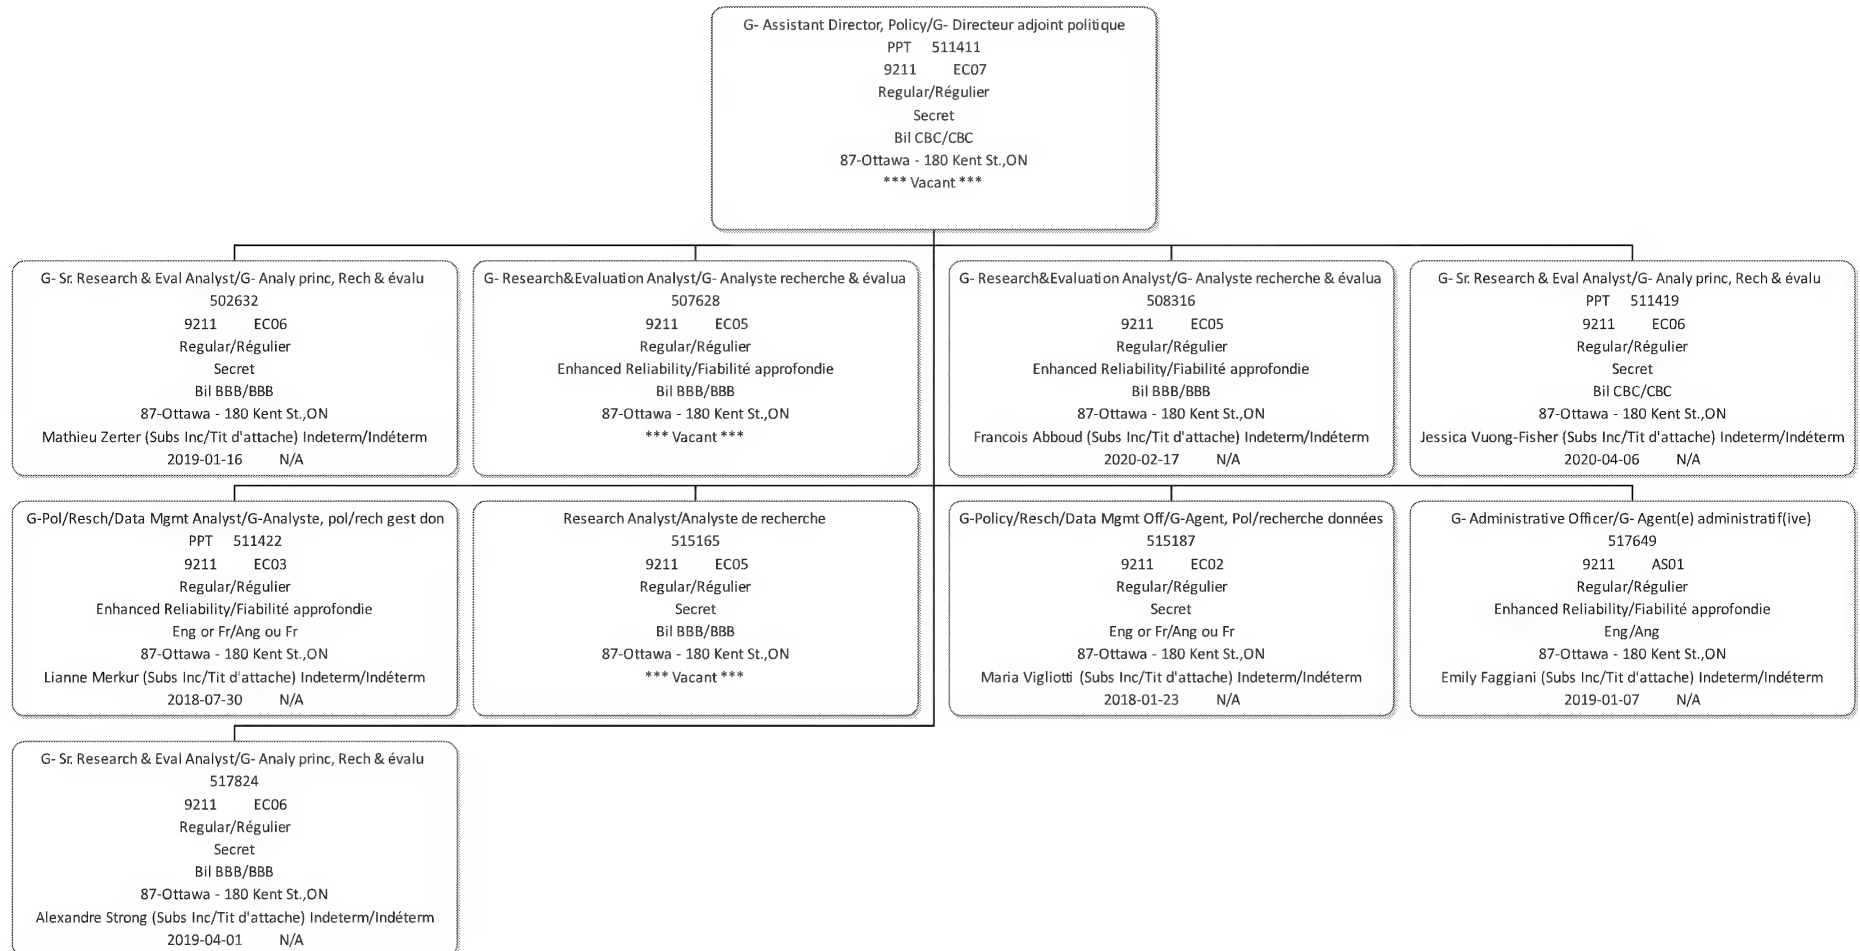 G- Assistant Director, Policy/G- Directeur adjoint politique
PPT 511411
9211 EC07
Regular/Régulier
Secret
Bil CBC/CBC
87-Ottawa - 180 Kent St.,ON
*** Vacant ***
G- Sr. Research & Eval Analyst/G- Analy princ, Rech & évalu
502632
9211 EC06
Regular/Régulier
Secret
Bil BBB/BBB
87-Ottawa - 180 Kent St.,ON
Mathieu Zerter (Subs Inc/Tit d'attache) Indeterm/Indéterm
2019-01-16 N/A
G- Research&Evaluation Analyst/G- Analyste recherche & évalua
507628
9211 EC05
Regular/Régulier
Enhanced Reliability/Fiabilité approfondie
Bil BBB/BBB
87-Ottawa - 180 Kent St.,ON
*** Vacant ***
G- Research&Evaluation Analyst/G- Analyste recherche & évalua
508316
9211 EC05
Regular/Régulier
Enhanced Reliability/Fiabilité approfondie
Bil BBB/BBB
87-Ottawa - 180 Kent St.,ON
Francois Abboud (Subs Inc/Tit d'attache) Indeterm/Indéterm
2020-02-17 N/A
G- Sr. Research & Eval Analyst/G- Analy princ, Rech & évalu
PPT 511419
9211 EC06
Regular/Régulier
Secret
Bil CBC/CBC
87-Ottawa - 180 Kent St.,ON
Jessica Vuong-Fisher (Subs Inc/Tit d'attache) Indeterm/Indéterm
2020-04-06 N/A
G-Pol/Resch/Data Mgmt Analyst/G-Analyste, pol/rech gest don
PPT 511422
9211 EC03
Regular/Régulier
Enhanced Reliability/Fiabilité approfondie
Eng or Fr/Ang ou Fr
87-Ottawa - 180 Kent St.,ON
Lianne Merkur (Subs Inc/Tit d'attache) Indeterm/Indéterm
2018-07-30 N/A
Research Analyst/Analyste de recherche
515165
9211 EC05
Regular/Régulier
Secret
Bil BBB/BBB
87-Ottawa - 180 Kent St.,ON
*** Vacant ***
G-Policy/Resch/Data Mgmt Off/G-Agent, Pol/recherche données
515187
9211 EC02
Regular/Régulier
Secret
Eng or Fr/Ang ou Fr
87-Ottawa - 180 Kent St.,ON
Maria Vigliotti (Subs Inc/Tit d'attache) Indeterm/Indéterm
2018-01-23 N/A
G- Administrative Officer/G- Agent(e) administratif(ive)
517649
9211 AS01
Regular/Régulier
Enhanced Reliability/Fiabilité approfondie
Eng/Ang
87-Ottawa - 180 Kent St.,ON
Emily Faggiani (Subs Inc/Tit d'attache) Indeterm/Indéterm
2019-01-07 N/A
G- Sr. Research & Eval Analyst/G- Analy princ, Rech & évalu
517824
9211 EC06
Regular/Régulier
Secret
Bil BBB/BBB
87-Ottawa - 180 Kent St.,ON
Alexandre Strong (Subs Inc/Tit d'attache) Indeterm/Indéterm
2019-04-01 N/A